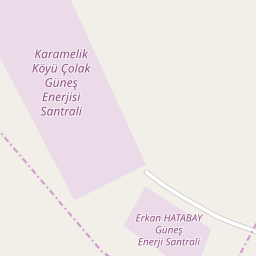 Karamelik
Köyü Çolak
Güneş
Enerjisi
Santrali
Erkan HATABAY
Güneş
Enerji Santrali